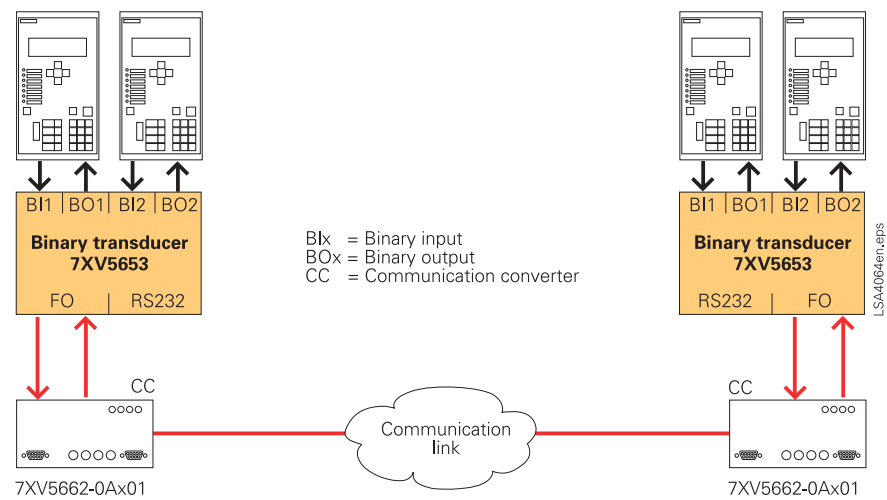 BI1 BO1 BI2 BO2
Binary transducer
7XV5653
FO RS232
CC
7XV5662-0Ax01
BIx = Binary input
BOx = Binary output
CC = Communication converter
Communication
link
BI1 BO1 BI2 BO2
Binary transducer
7XV5653
RS232 FO
CC
7XV5662-0Ax01
LSA4064en.eps